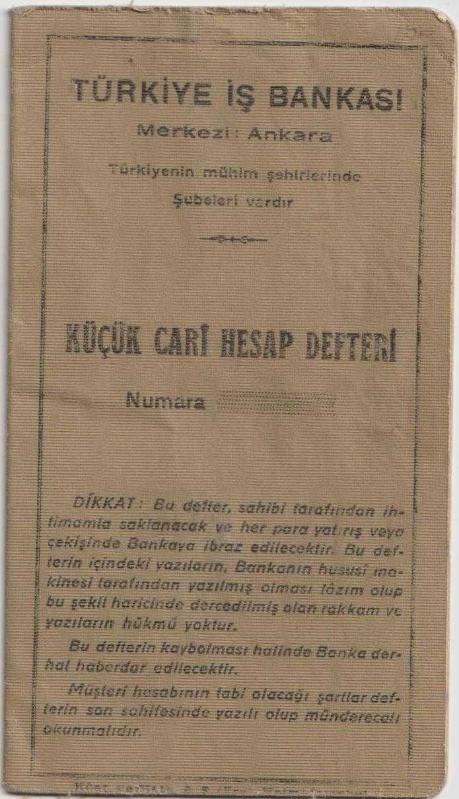 TÜRKİYE İŞ BANKASI
Merkezi: Ankara
Türkiyenin mühim şehirlerinde
Şubeleri vardır
KÜÇÜK CARÎ HESAP DEFTERİ
Numara
DİKKAT: Bu defter, sahibi tarafından ih-
timamla saklanacak ve her para yatırış veya
çekişinde Bankaya ibraz edilecektir. Bu def-
terin içindeki yazıların, Bankanın hususî ma-
kinesi tarafından yazılmış olması lâzım olup
bu şekil haricinde dercedilmiş olan rakkam ve
yazıların hükmü yoktur.
Bu defterin kaybolması halinde Banka der-
hal haberdar edilecektir.
Müşteri hesabının tabi olacağı şartlar def-
terin son sahifesinde yazılı olup münderecatı
okunmalıdır.